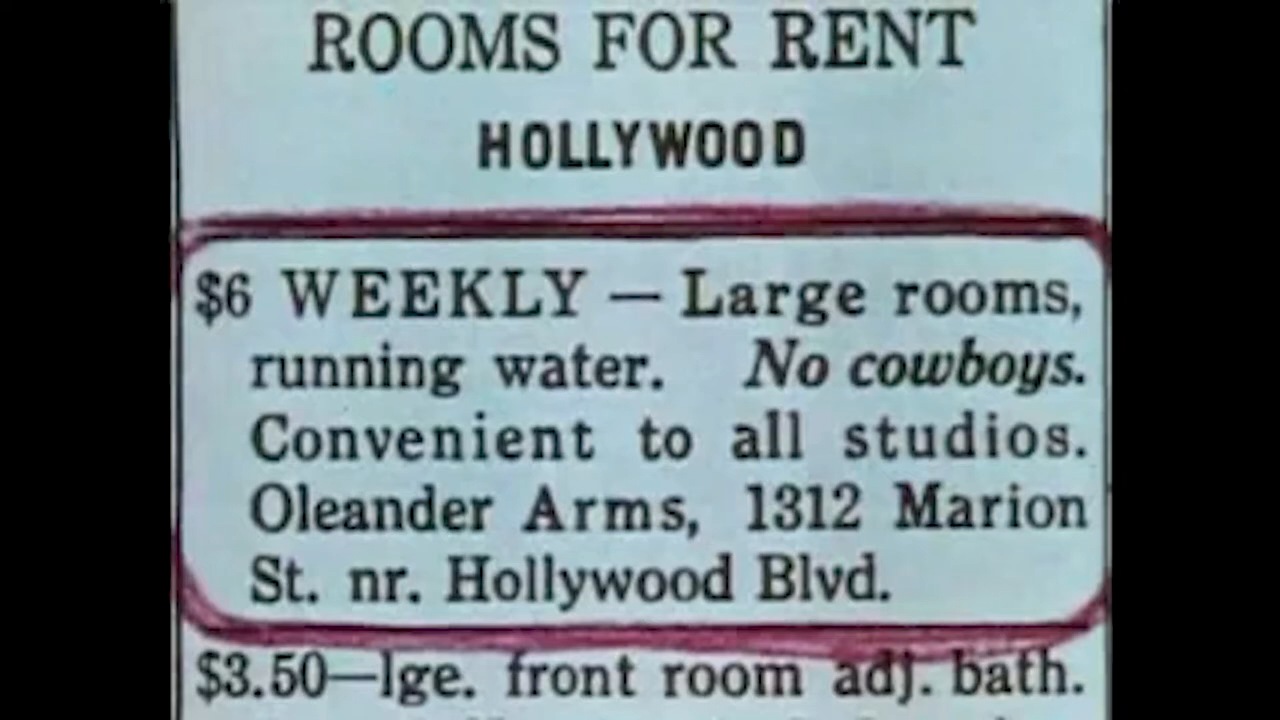 ROOMS FOR RENT
HOLLYWOOD
$6 WEEKLY — Large rooms,
running water. No cowboys.
Convenient to all studios.
Oleander Arms, 1312 Marion
St. nr. Hollywood Blvd.
$3.50—lge. front room adj. bath.